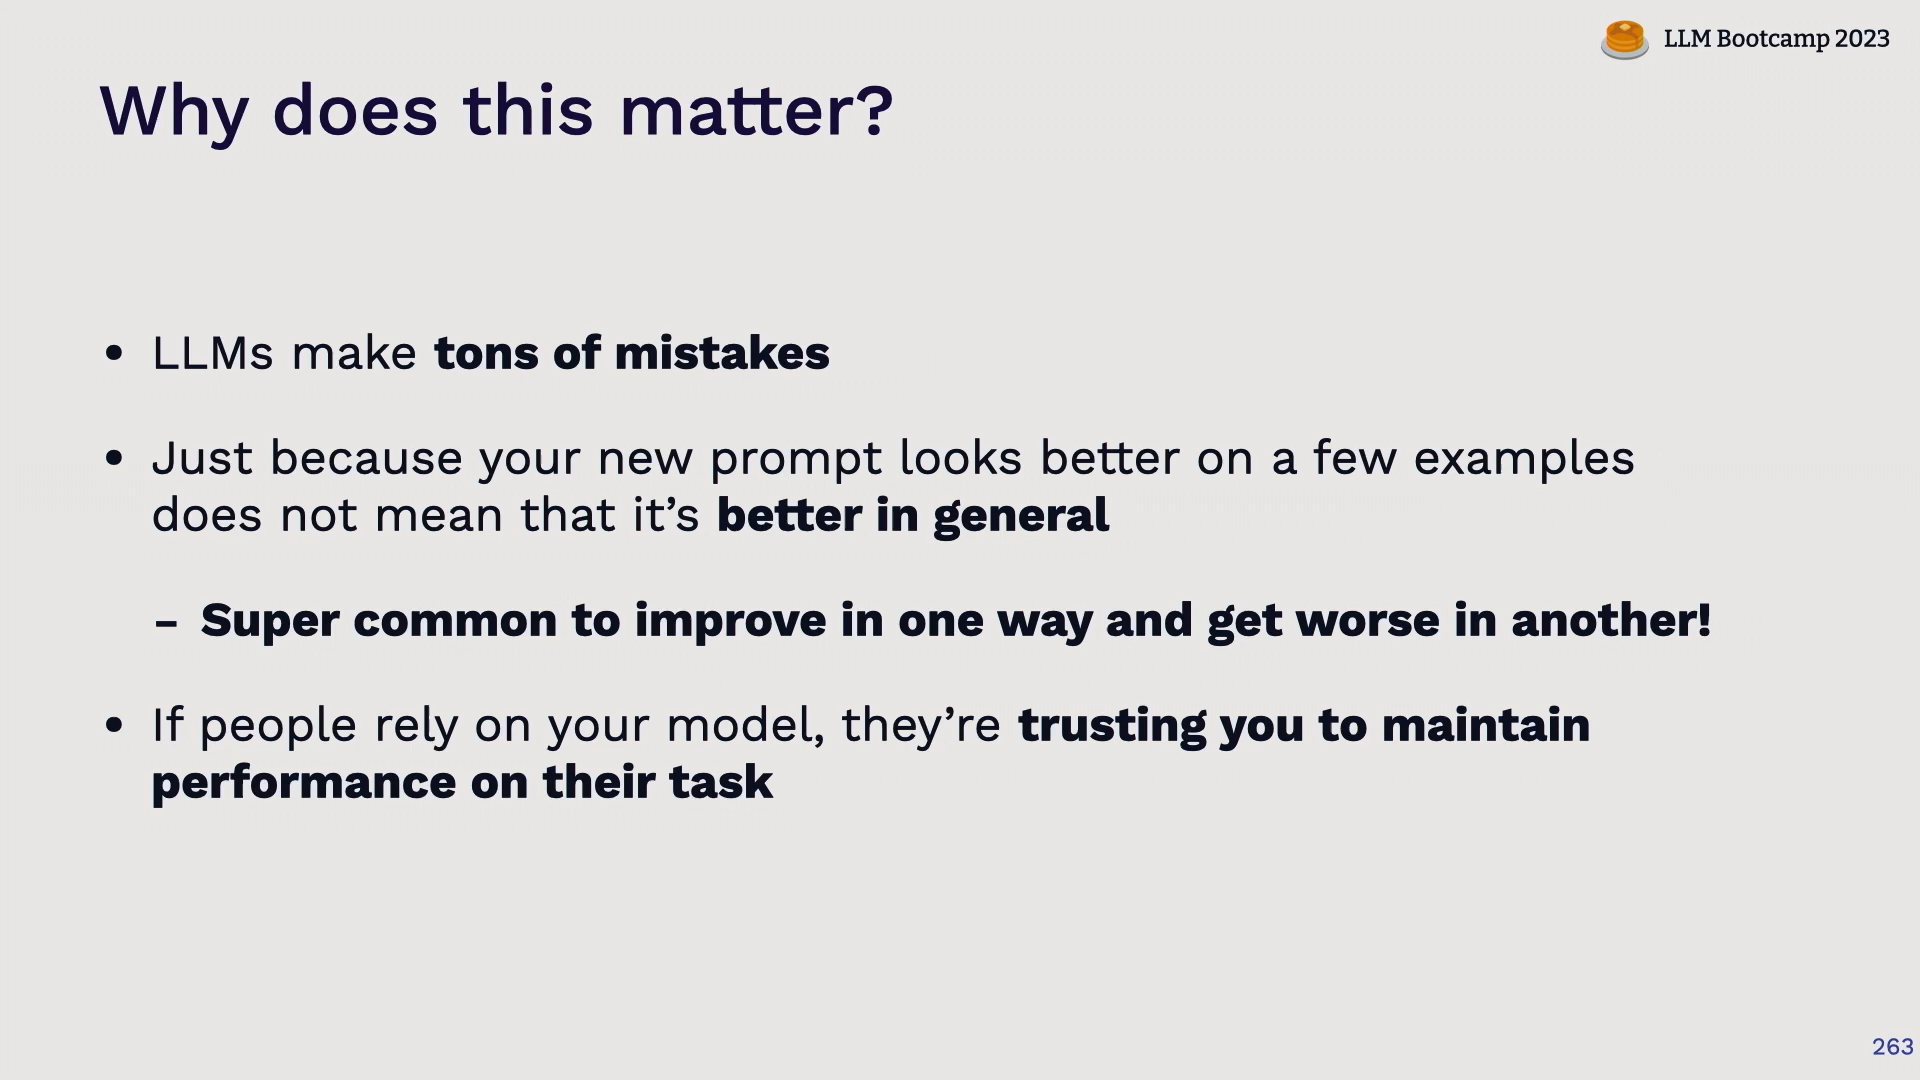 LLM Bootcamp 2023
Why does this matter?
• LLMs make tons of mistakes
• Just because your new prompt looks better on a few examples
does not mean that it’s better in general
– Super common to improve in one way and get worse in another!
• If people rely on your model, they’re trusting you to maintain
performance on their task
263